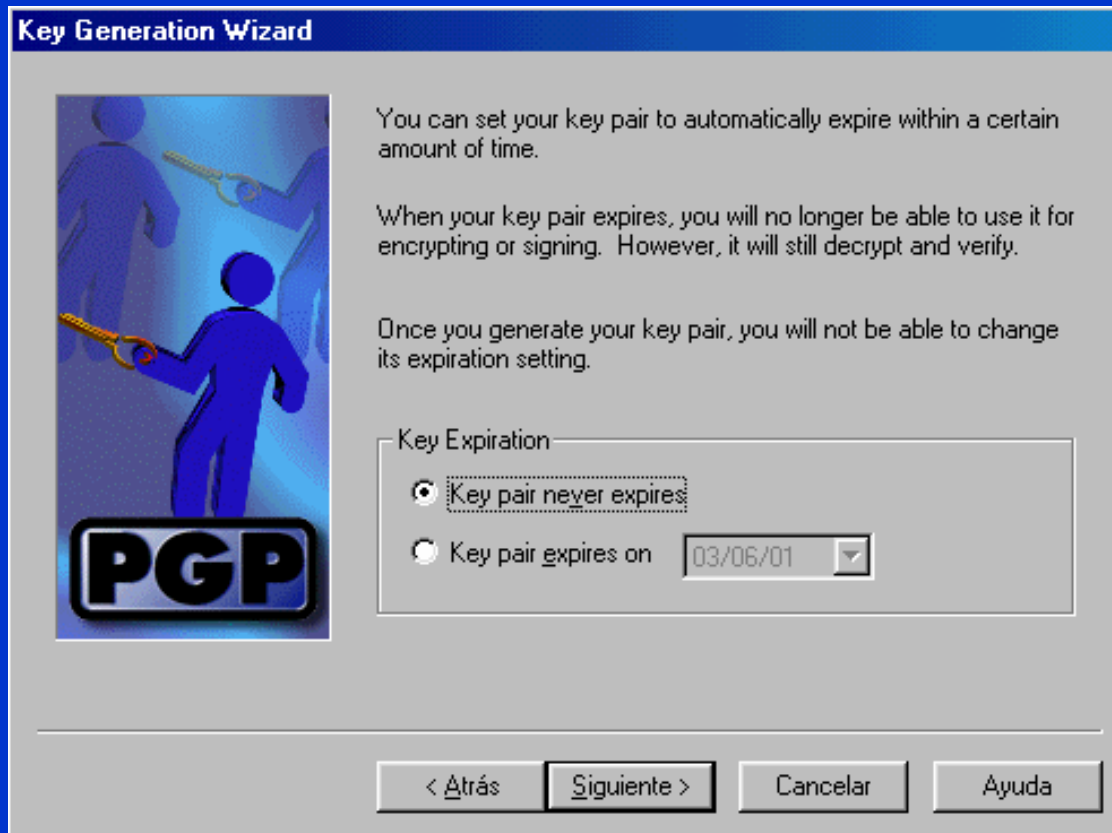 Key Generation Wizard
You can set your key pair to automatically expire within a certain
amount of time.
When your key pair expires, you will no longer be able to use it for
encrypting or signing.  However, it will still decrypt and verify.
Once you generate your key pair, you will not be able to change
its expiration setting.
Key Expiration
Key pair never expires
Key pair expires on 03/06/01
PGP
< Atrás Siguiente > Cancelar Ayuda